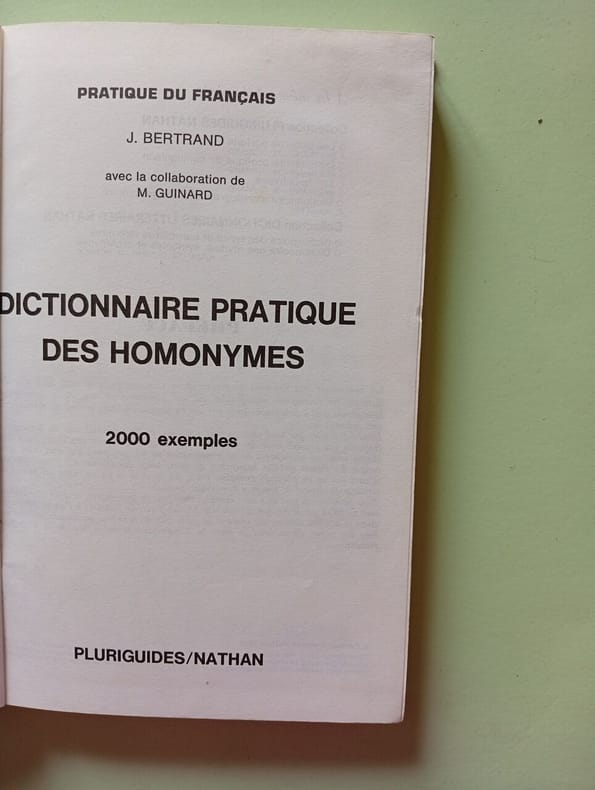 PRATIQUE DU FRANÇAIS
J. BERTRAND
avec la collaboration de
M. GUINARD
DICTIONNAIRE PRATIQUE
DES HOMONYMES
2000 exemples
PLURIGUIDES/NATHAN